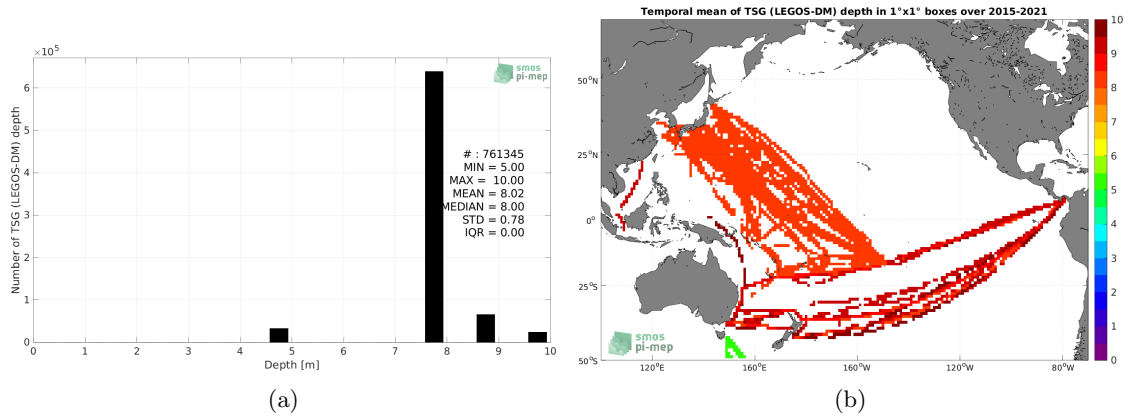 ×10⁵
6
5
4
3
2
1
0
Number of TSG (LEGOS-DM) depth
smos
pi-mep
# : 761345
MIN = 5.00
MAX = 10.00
MEAN = 8.02
MEDIAN = 8.00
STD = 0.78
IQR = 0.00
0 1 2 3 4 5 6 7 8 9 10
Depth [m]
(a)
Temporal mean of TSG (LEGOS-DM) depth in 1°x1° boxes over 2015-2021
50°N
25°N
0°
25°S
50°S
smos
pi-mep
120°E 160°E 160°W 120°W 80°W
10
9
8
7
6
5
4
3
2
1
0
(b)